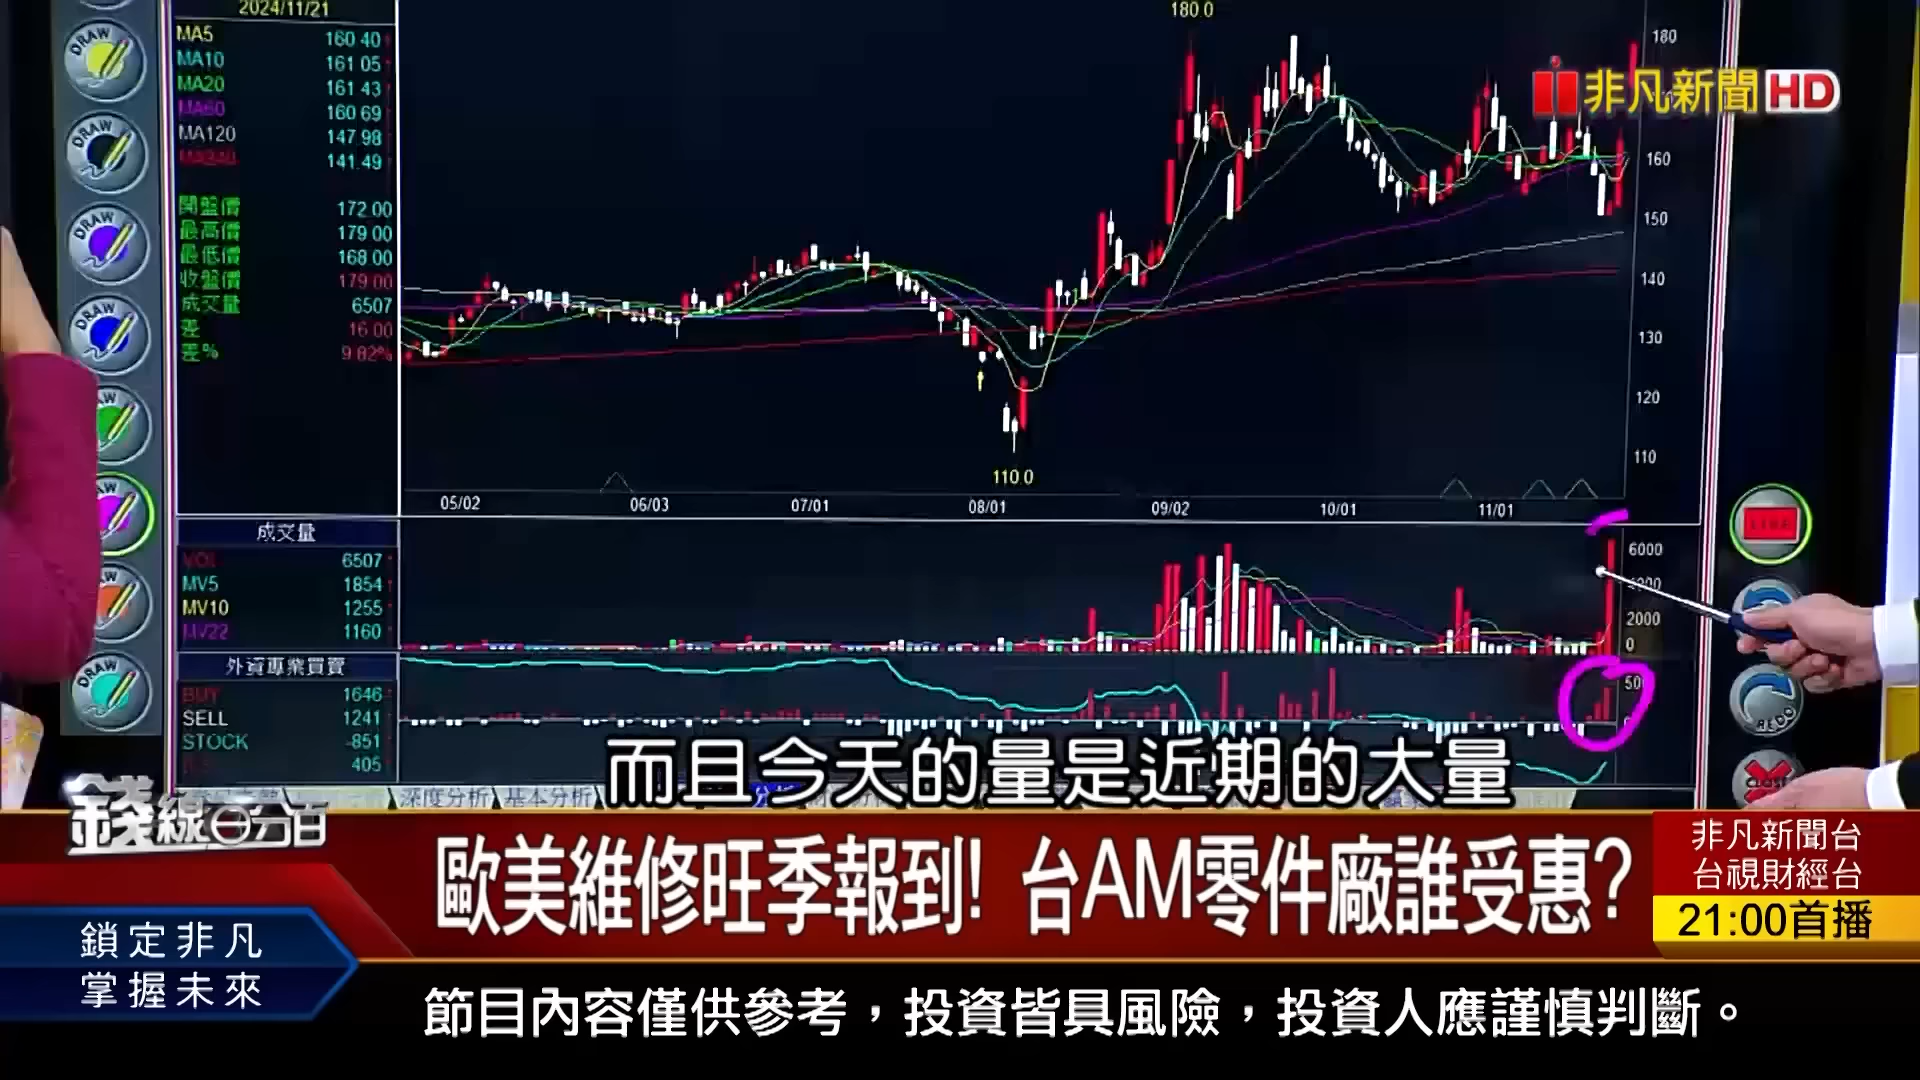 2024/11/21
180.0
MA5 160.40
MA10 161.05
MA20 161.43
MA60 160.69
MA120 147.98
MA240 141.49
開盤價 172.00
最高價 179.00
最低價 168.00
收盤價 179.00
成交量 6507
差 16.00
差% 9.82%
DRAW
DRAW
DRAW
DRAW
DRAW
180
160
150
140
130
120
110
非凡新聞HD
110.0
05/02 06/03 07/01 08/01 09/02 10/01 11/01
成交量
VOL 6507
MV5 1854
MV10 1255
MV22 1160
6000
2000
0
外資專業買賣
BUY 1646
SELL 1241
STOCK -851
405
REDO
CLOSE
深度分析 基本分析
而且今天的量是近期的大量
錢線百分百
歐美維修旺季報到! 台AM零件廠誰受惠?
非凡新聞台
台視財經台
21:00首播
鎖定非凡
掌握未來
節目內容僅供參考，投資皆具風險，投資人應謹慎判斷。